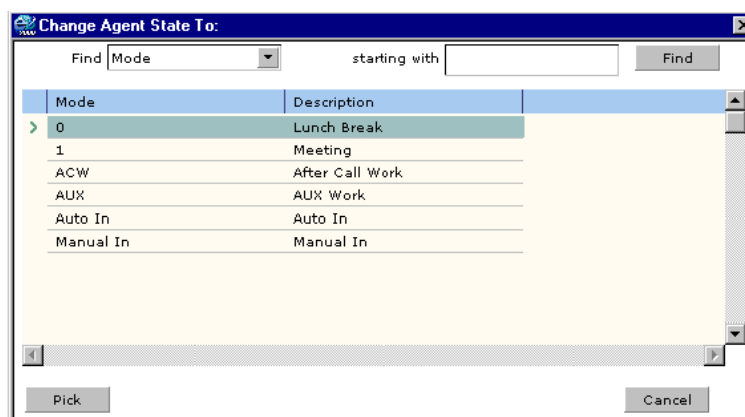 Change Agent State To:
Find Mode starting with Find
Mode Description
0 Lunch Break
1 Meeting
ACW After Call Work
AUX AUX Work
Auto In Auto In
Manual In Manual In
Pick Cancel